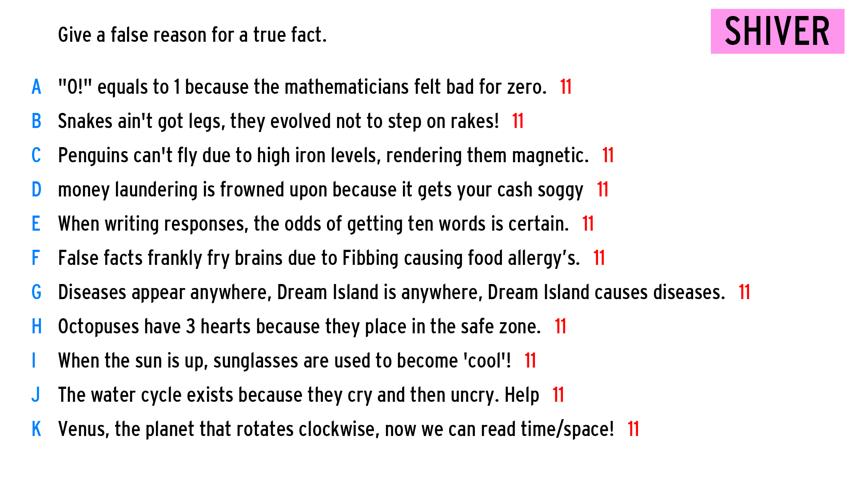 Give a false reason for a true fact.
SHIVER
A "0!" equals to 1 because the mathematicians felt bad for zero. 11
B Snakes ain't got legs, they evolved not to step on rakes! 11
C Penguins can't fly due to high iron levels, rendering them magnetic. 11
D money laundering is frowned upon because it gets your cash soggy 11
E When writing responses, the odds of getting ten words is certain. 11
F False facts frankly fry brains due to Fibbing causing food allergy’s. 11
G Diseases appear anywhere, Dream Island is anywhere, Dream Island causes diseases. 11
H Octopuses have 3 hearts because they place in the safe zone. 11
I When the sun is up, sunglasses are used to become 'cool'! 11
J The water cycle exists because they cry and then uncry. Help 11
K Venus, the planet that rotates clockwise, now we can read time/space! 11